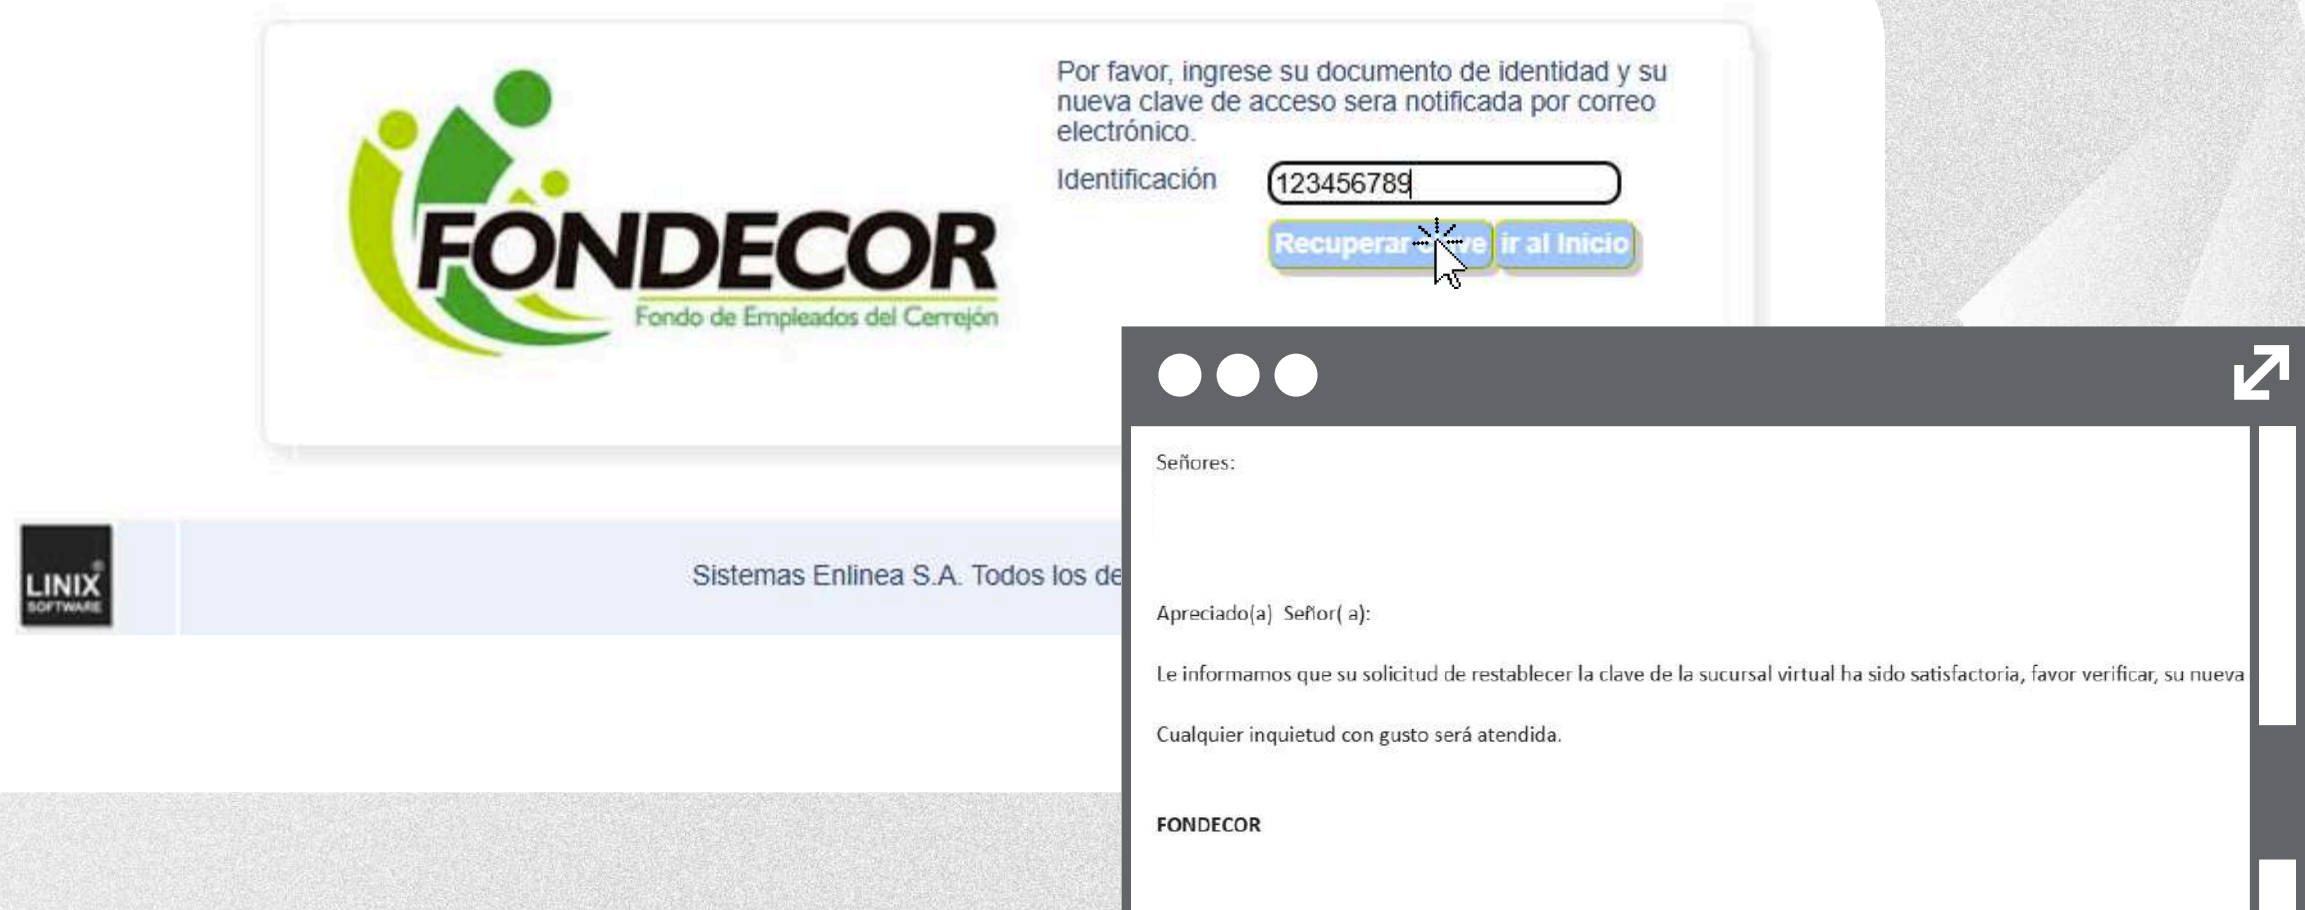 FONDECOR
Fondo de Empleados del Cerrejón
Por favor, ingrese su documento de identidad y su
nueva clave de acceso sera notificada por correo
electrónico.
Identificación 123456789
Recuperar clave ir al Inicio
LINIX®
SOFTWARE
Sistemas Enlinea S.A. Todos los de
Señores:
Apreciado(a) Señor( a):
Le informamos que su solicitud de restablecer la clave de la sucursal virtual ha sido satisfactoria, favor verificar, su nueva
Cualquier inquietud con gusto será atendida.
FONDECOR